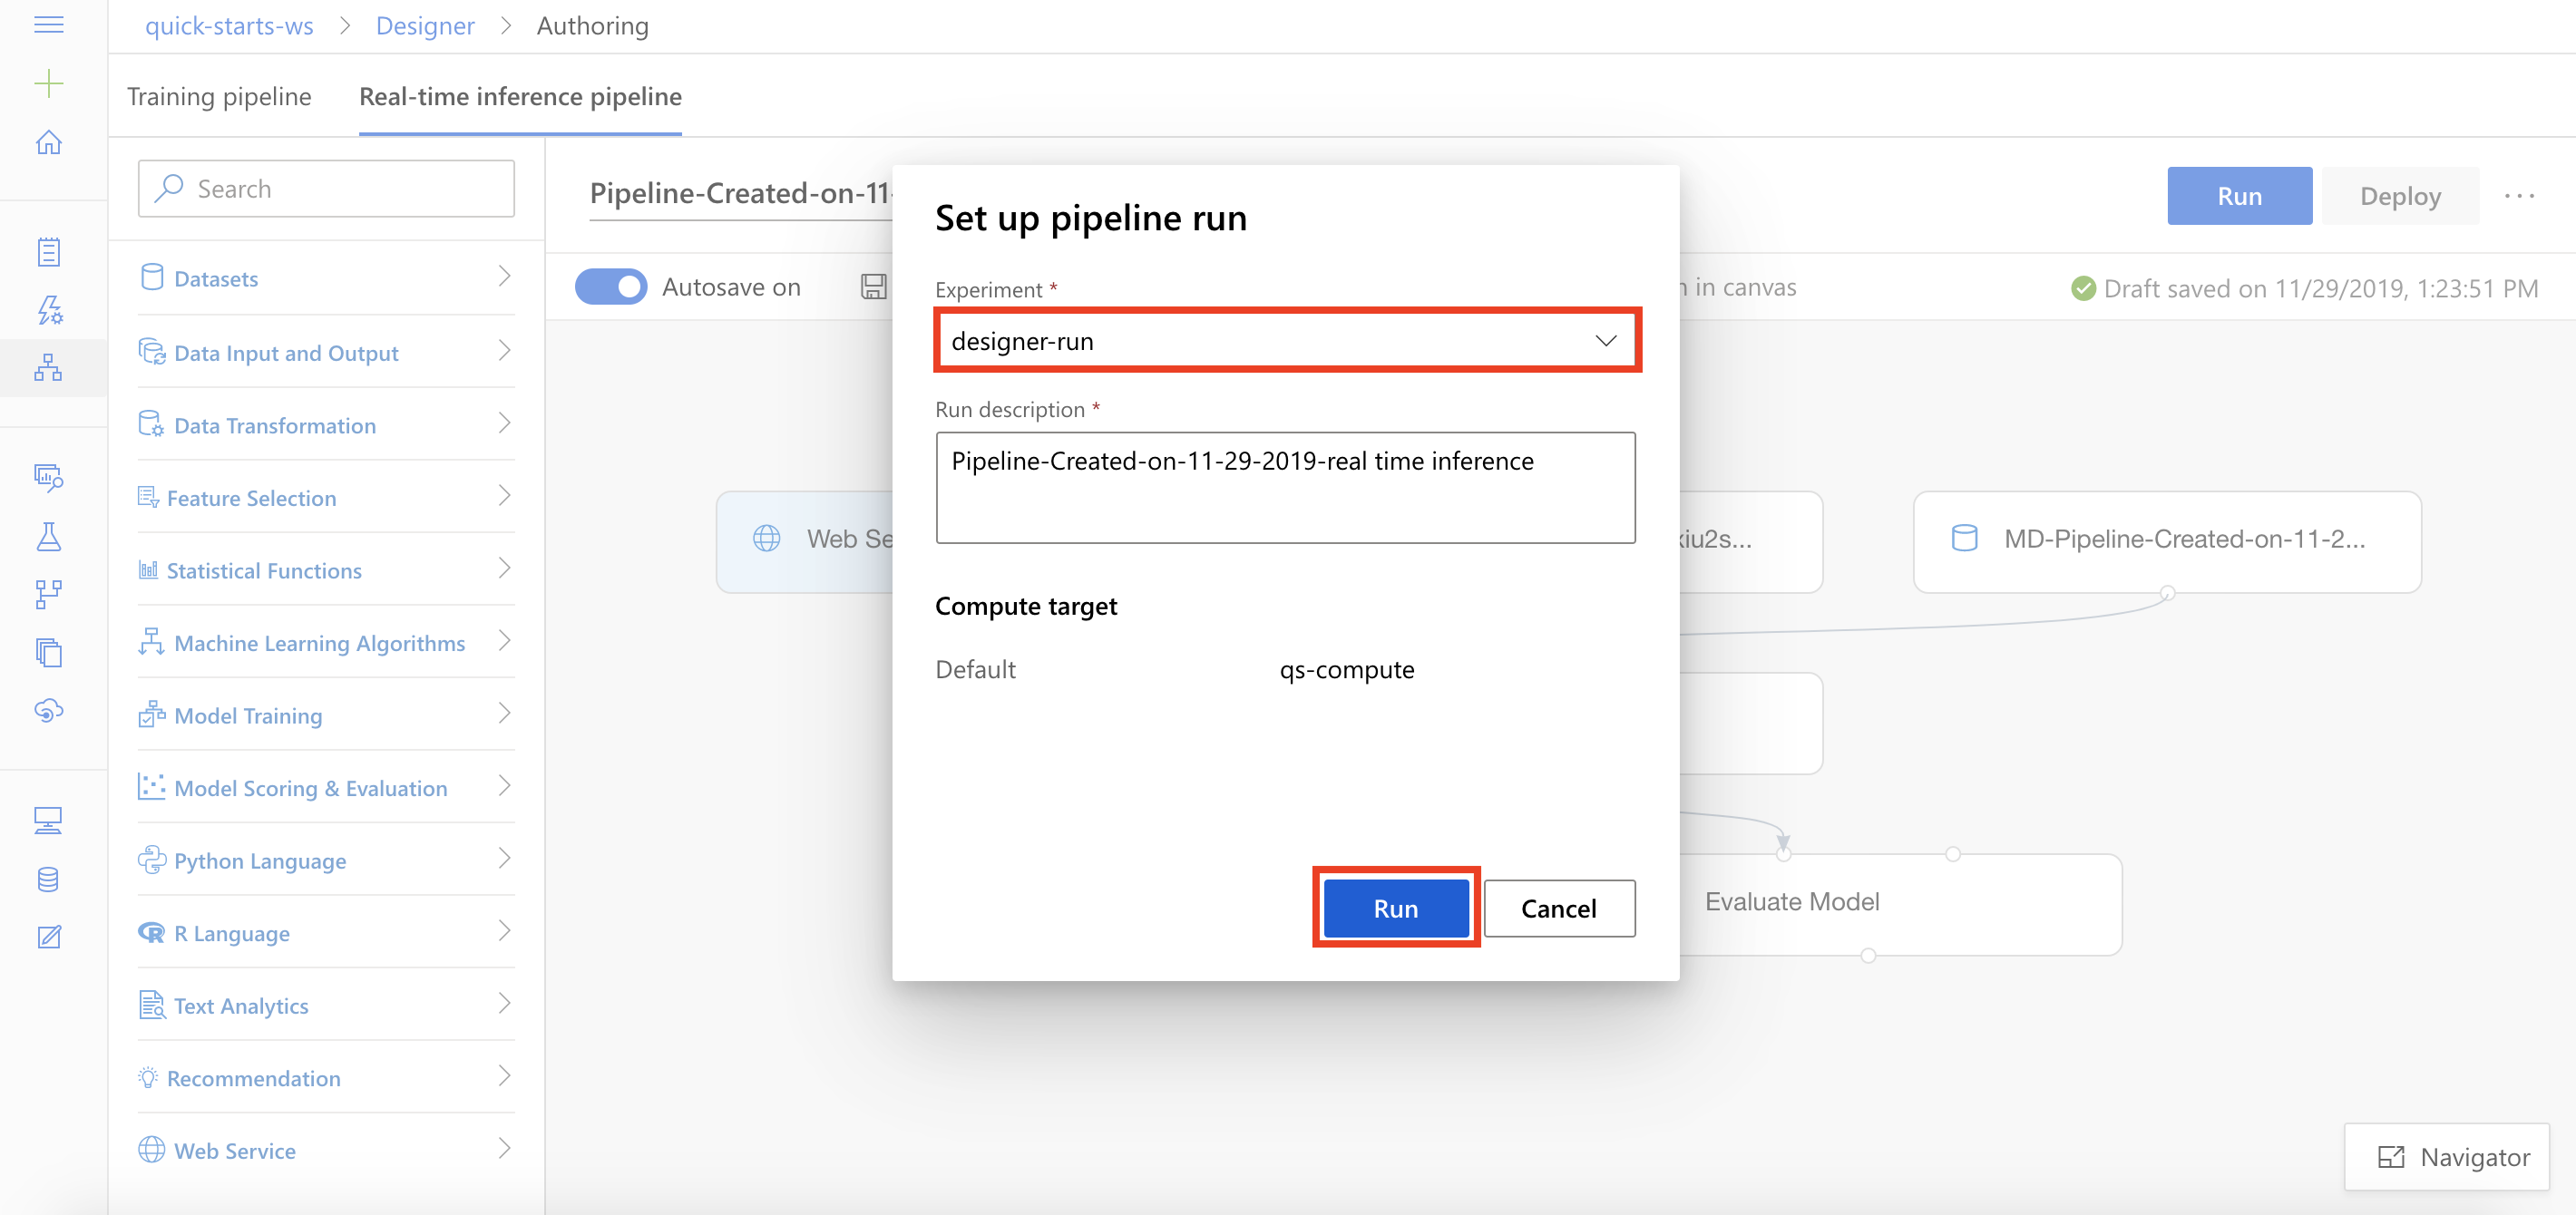 quick-starts-ws > Designer > Authoring
Training pipeline Real-time inference pipeline
Search
Datasets
Data Input and Output
Data Transformation
Feature Selection
Statistical Functions
Machine Learning Algorithms
Model Training
Model Scoring & Evaluation
Python Language
R Language
Text Analytics
Recommendation
Web Service
Pipeline-Created-on-11-
Run Deploy ...
Autosave on
in canvas
Draft saved on 11/29/2019, 1:23:51 PM
Set up pipeline run
Experiment *
designer-run
Run description *
Pipeline-Created-on-11-29-2019-real time inference
Compute target
Default qs-compute
Run Cancel
Web Se
xiu2s...
MD-Pipeline-Created-on-11-2...
Evaluate Model
Navigator